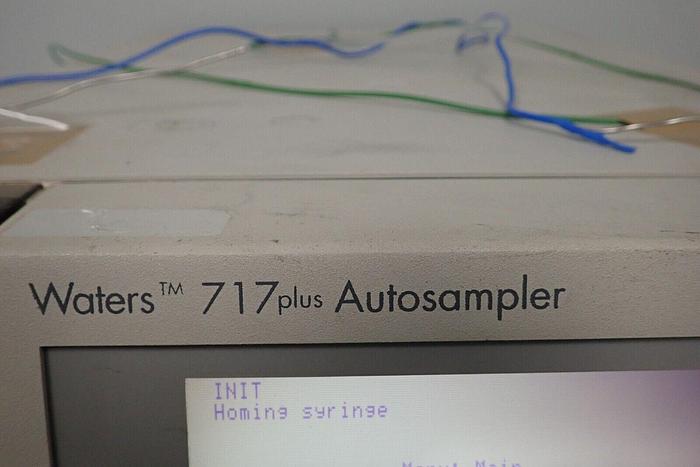 Waters™ 717plus Autosampler
INIT
Homing syringe